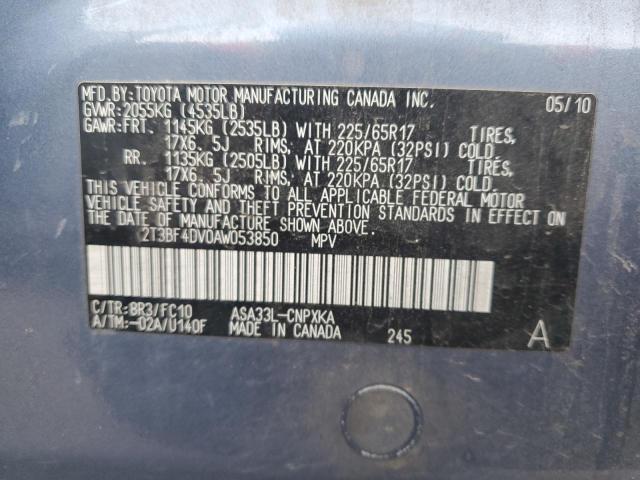 MFD.BY:TOYOTA MOTOR MANUFACTURING CANADA INC. 05/10
GVWR:2055KG (4535LB)
GAWR:FRT. 1145KG (2535LB) WITH 225/65R17 TIRES,
17X6. 5J RIMS, AT 220KPA (32PSI) COLD.
RR. 1135KG (2505LB) WITH 225/65R17 TIRES,
17X6. 5J RIMS, AT 220KPA (32PSI) COLD.
THIS VEHICLE CONFORMS TO ALL APPLICABLE FEDERAL MOTOR
VEHICLE SAFETY AND THEFT PREVENTION STANDARDS IN EFFECT ON
THE DATE OF MANUFACTURE SHOWN ABOVE.
2T3BF4DV0AW053850 MPV
C/TR:8R3/FC10 ASA33L-CNPXKA
A/TM:-02A/U140F MADE IN CANADA 245 A